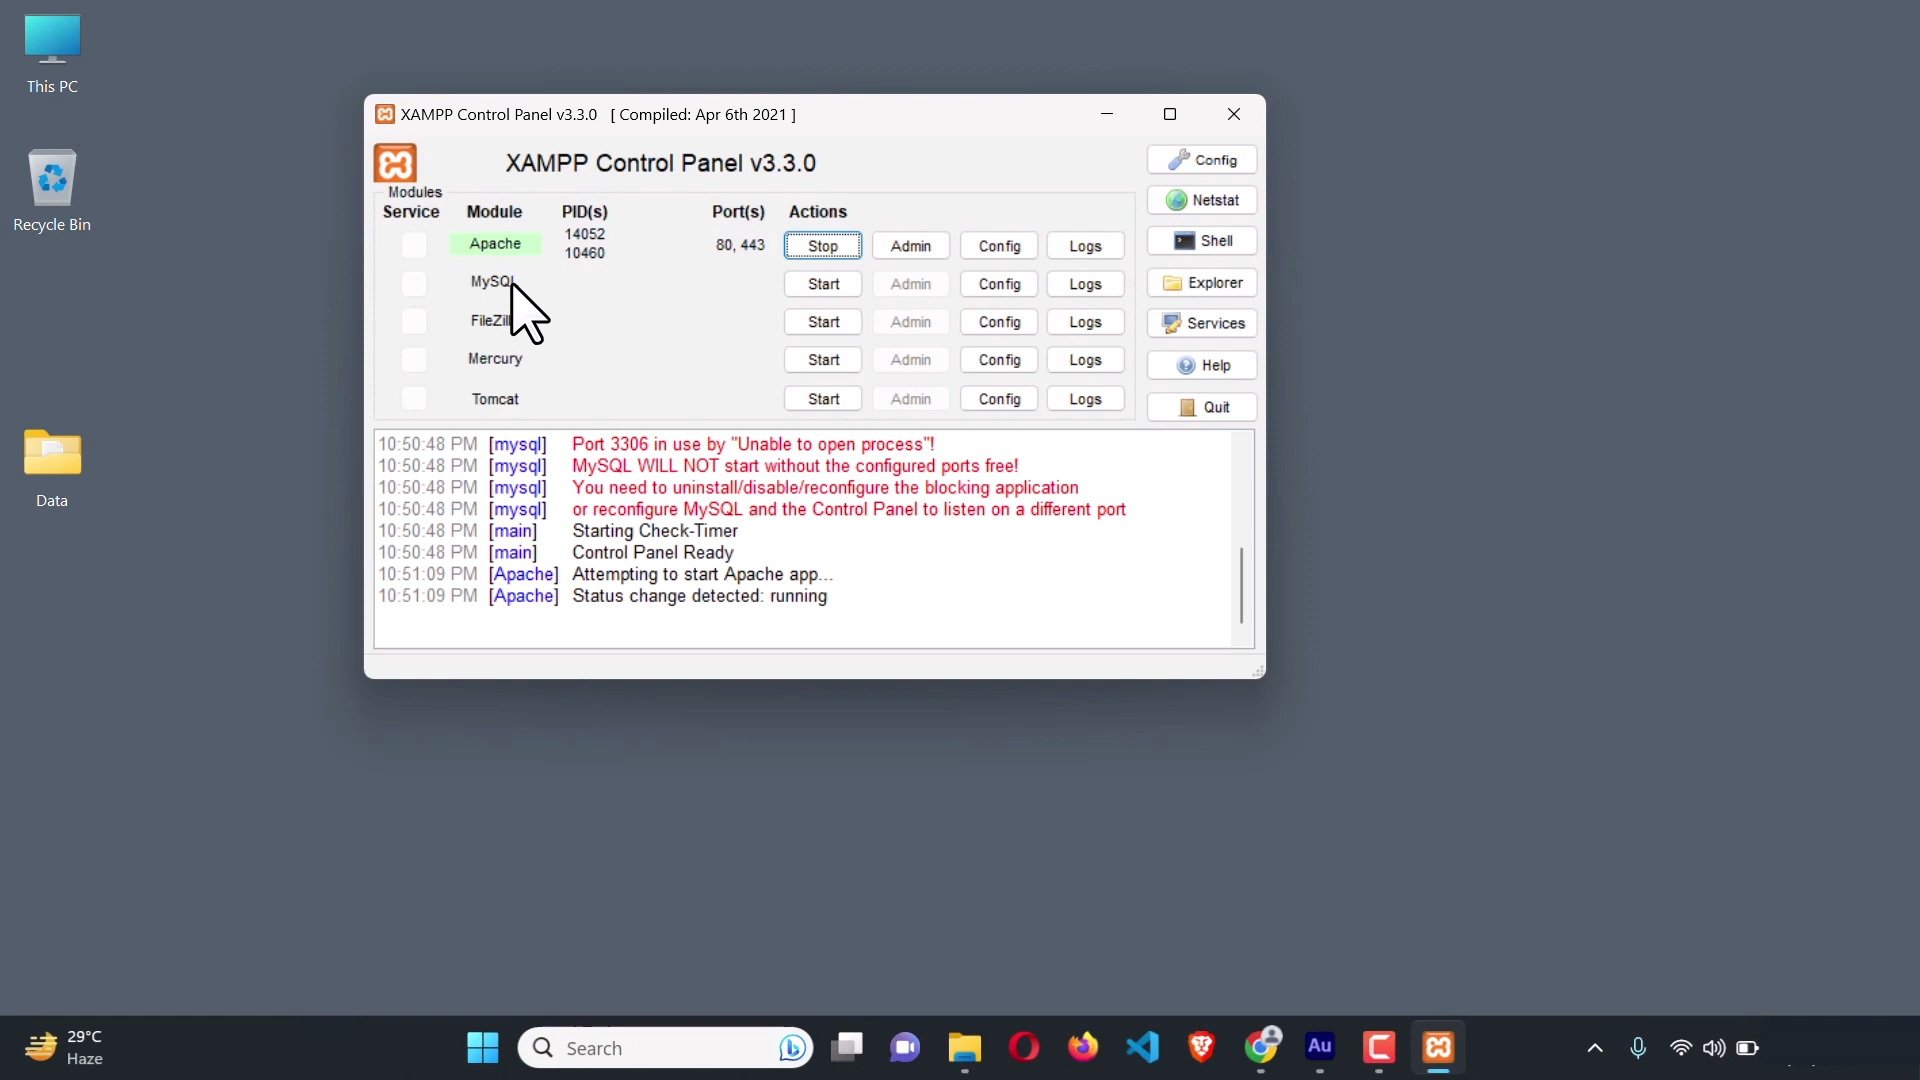 This PC
Recycle Bin
Data
XAMPP Control Panel v3.3.0 [ Compiled: Apr 6th 2021 ]
XAMPP Control Panel v3.3.0
Modules
Service Module PID(s) Port(s) Actions
Apache 14052 10460 80, 443 Stop Admin Config Logs
MySQL Start Admin Config Logs
Start Admin Config Logs
Mercury Start Admin Config Logs
Tomcat Start Admin Config Logs
Config
Netstat
Shell
Explorer
Services
Help
Quit
10:50:48 PM [mysql] Port 3306 in use by "Unable to open process"!
10:50:48 PM [mysql] MySQL WILL NOT start without the configured ports free!
10:50:48 PM [mysql] You need to uninstall/disable/reconfigure the blocking application
10:50:48 PM [mysql] or reconfigure MySQL and the Control Panel to listen on a different port
10:50:48 PM [main] Starting Check-Timer
10:50:48 PM [main] Control Panel Ready
10:51:09 PM [Apache] Attempting to start Apache app...
10:51:09 PM [Apache] Status change detected: running
29°C
Haze
Search
Au